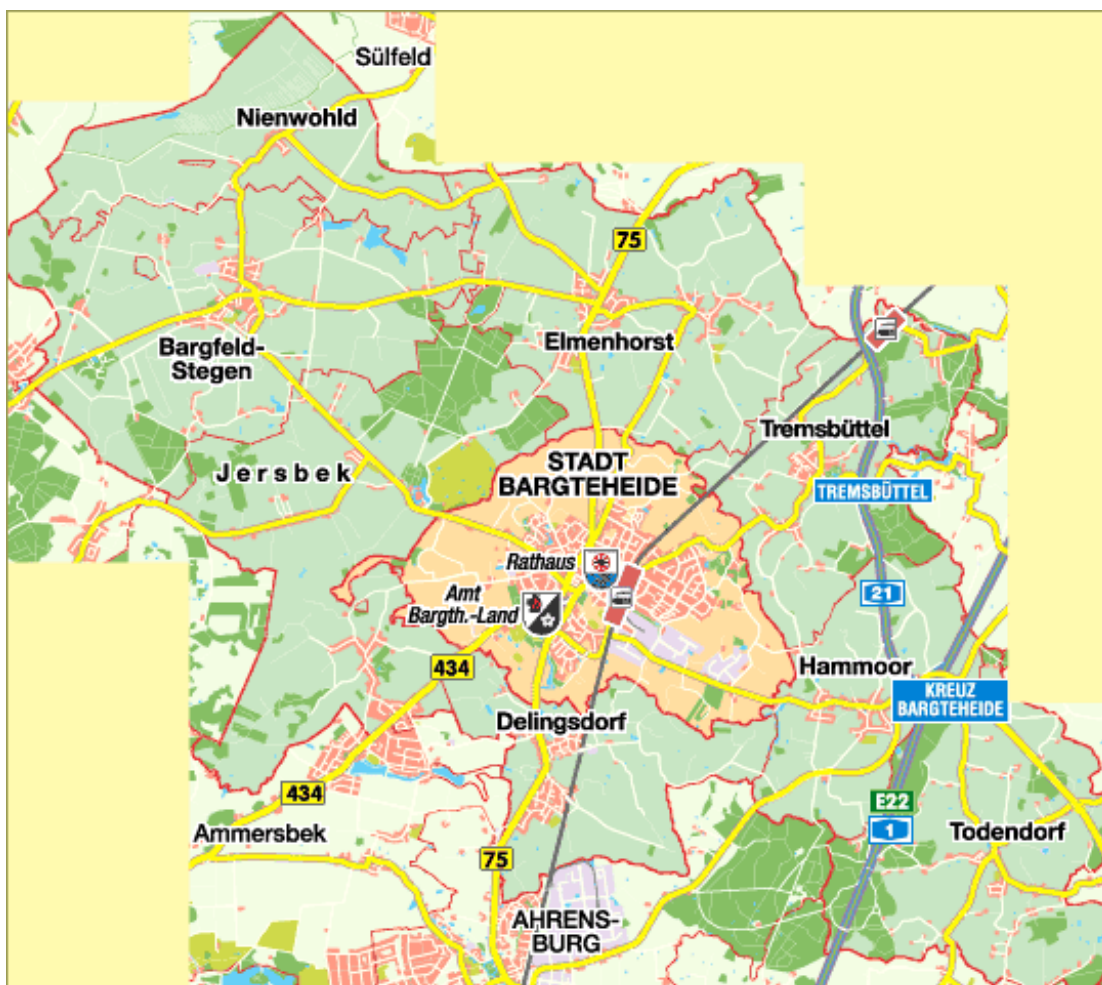 Sülfeld
Nienwohld
75
Bargfeld-
Stegen
Elmenhorst
Tremsbüttel
STADT
BARGTEHEIDE
Jersbek
TREMSBÜTTEL
Rathaus
Amt
Bargth.-Land
21
434
Hammoor
KREUZ
BARGTEHEIDE
Delingsdorf
434
E22
Ammersbek
1
Todendorf
75
AHRENS-
BURG